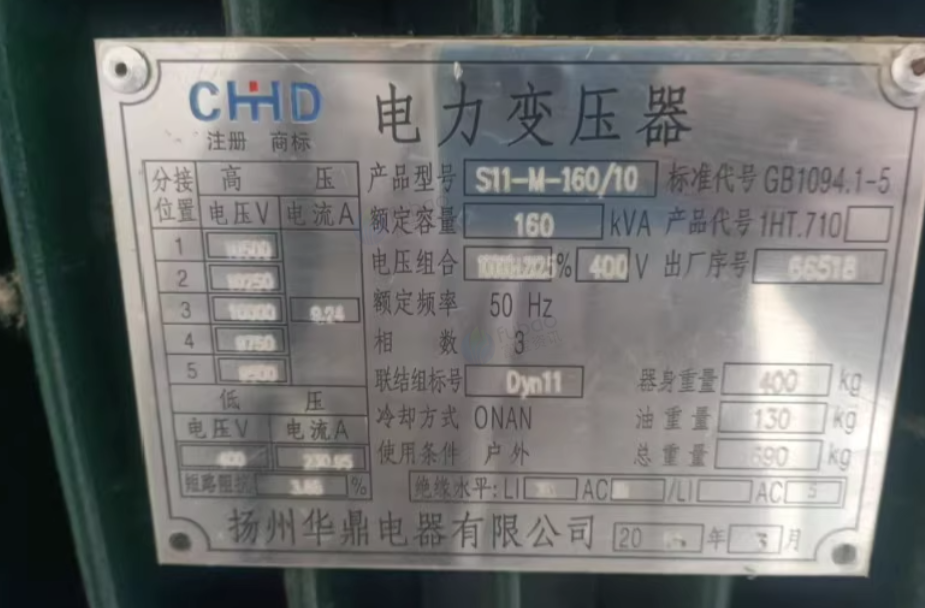 CHHD
注册 商标
电力变压器
分接位置 高压
电压V 电流A
1 10500
2 10250
3 10000 9.24
4 9750
5 9500
低压
电压V 电流A
400 230.95
短路阻抗 %
产品型号 S11-M-160/10 标准代号 GB1094.1-5
额定容量 160 kVA 产品代号 1HT.710
电压组合 % 400 V 出厂序号 66518
额定频率 50 Hz
相数 3
联结组标号 Dyn11 器身重量 400 kg
冷却方式 ONAN 油重量 130 kg
使用条件 户外 总重量 690 kg
绝缘水平: LI AC /LI AC 5
扬州华鼎电器有限公司 20 年 3月